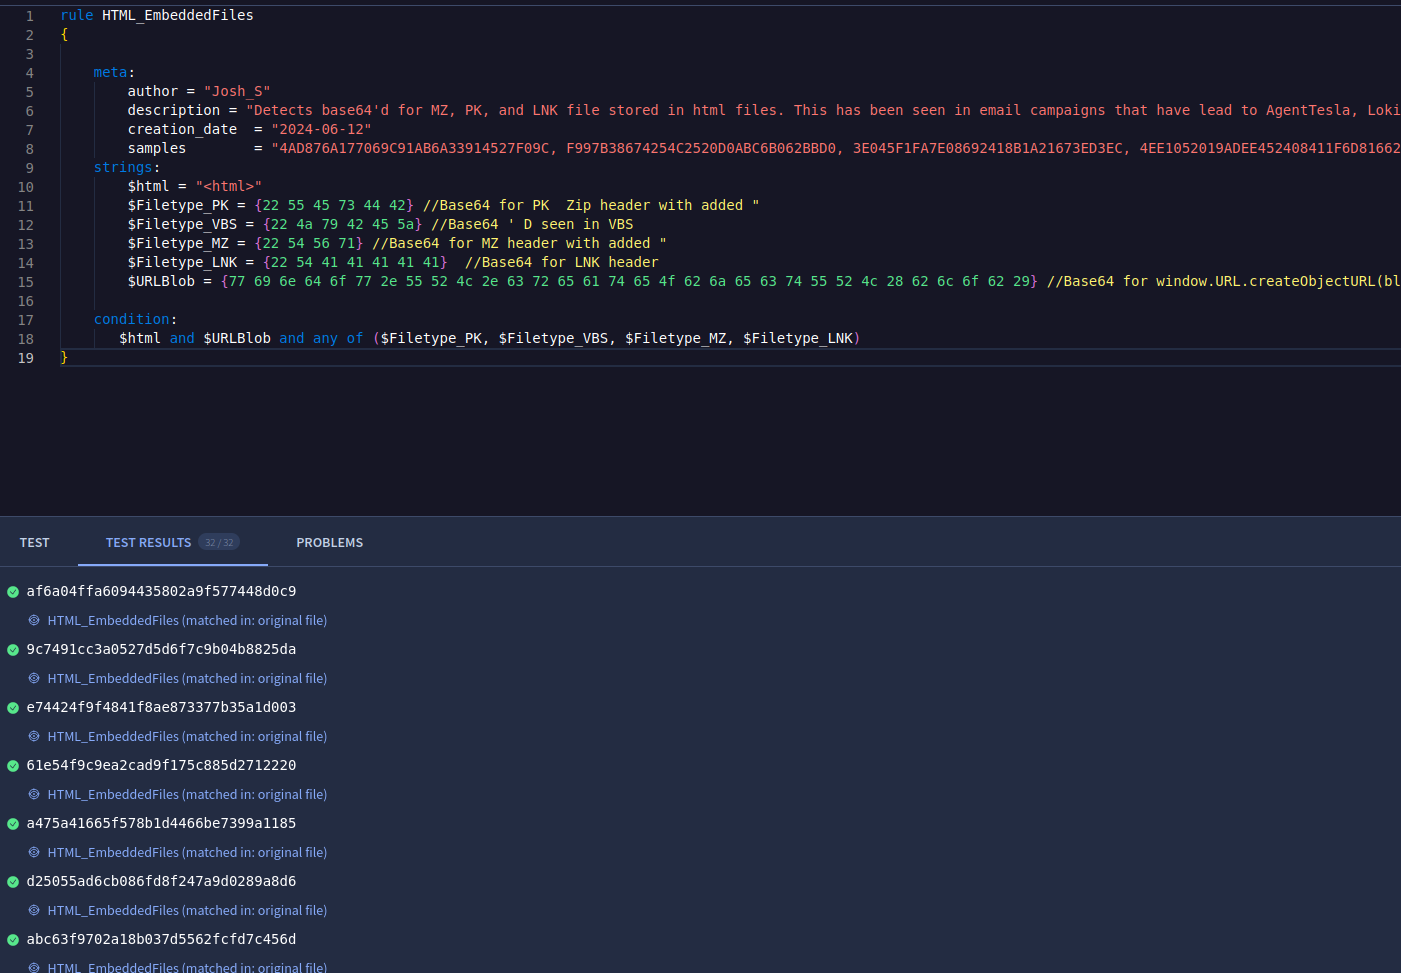 1 rule HTML_EmbeddedFiles
2 {
3
4 meta:
5 author = "Josh_S"
6 description = "Detects base64'd for MZ, PK, and LNK file stored in html files. This has been seen in email campaigns that have lead to AgentTesla, Loki
7 creation_date  = "2024-06-12"
8 samples        = "4AD876A177069C91AB6A33914527F09C, F997B38674254C2520D0ABC6B062BBD0, 3E045F1FA7E08692418B1A21673ED3EC, 4EE1052019ADEE452408411F6D81662
9 strings:
10 $html = "<html>"
11 $Filetype_PK = {22 55 45 73 44 42} //Base64 for PK  Zip header with added "
12 $Filetype_VBS = {22 4a 79 42 45 5a} //Base64 ' D seen in VBS
13 $Filetype_MZ = {22 54 56 71} //Base64 for MZ header with added "
14 $Filetype_LNK = {22 54 41 41 41 41 41}  //Base64 for LNK header
15 $URLBlob = {77 69 6e 64 6f 77 2e 55 52 4c 2e 63 72 65 61 74 65 4f 62 6a 65 63 74 55 52 4c 28 62 6c 6f 62 29} //Base64 for window.URL.createObjectURL(bl
16
17 condition:
18 $html and $URLBlob and any of ($Filetype_PK, $Filetype_VBS, $Filetype_MZ, $Filetype_LNK)
19 }
TEST TEST RESULTS 32 / 32 PROBLEMS
af6a04ffa6094435802a9f577448d0c9
HTML_EmbeddedFiles (matched in: original file)
9c7491cc3a0527d5d6f7c9b04b8825da
HTML_EmbeddedFiles (matched in: original file)
e74424f9f4841f8ae873377b35a1d003
HTML_EmbeddedFiles (matched in: original file)
61e54f9c9ea2cad9f175c885d2712220
HTML_EmbeddedFiles (matched in: original file)
a475a41665f578b1d4466be7399a1185
HTML_EmbeddedFiles (matched in: original file)
d25055ad6cb086fd8f247a9d0289a8d6
HTML_EmbeddedFiles (matched in: original file)
abc63f9702a18b037d5562fcfd7c456d
HTML_EmbeddedFiles (matched in: original file)